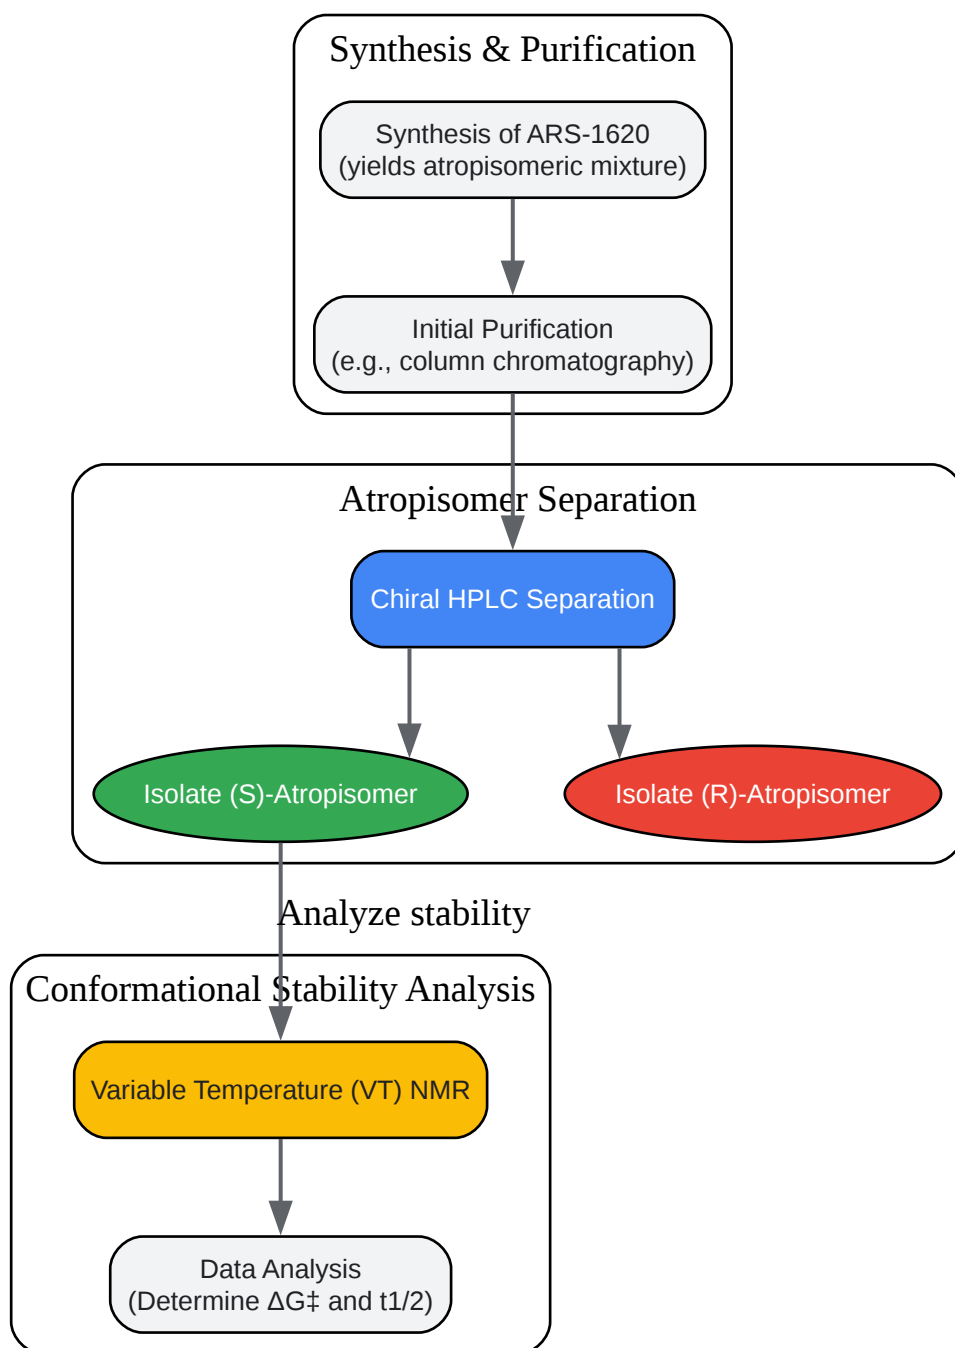 Synthesis & Purification
Synthesis of ARS-1620
(yields atropisomeric mixture)
Initial Purification
(e.g., column chromatography)
Atropisomer Separation
Chiral HPLC Separation
Isolate (S)-Atropisomer
Isolate (R)-Atropisomer
Analyze stability
Conformational Stability Analysis
Variable Temperature (VT) NMR
Data Analysis
(Determine ΔG‡ and t1/2)